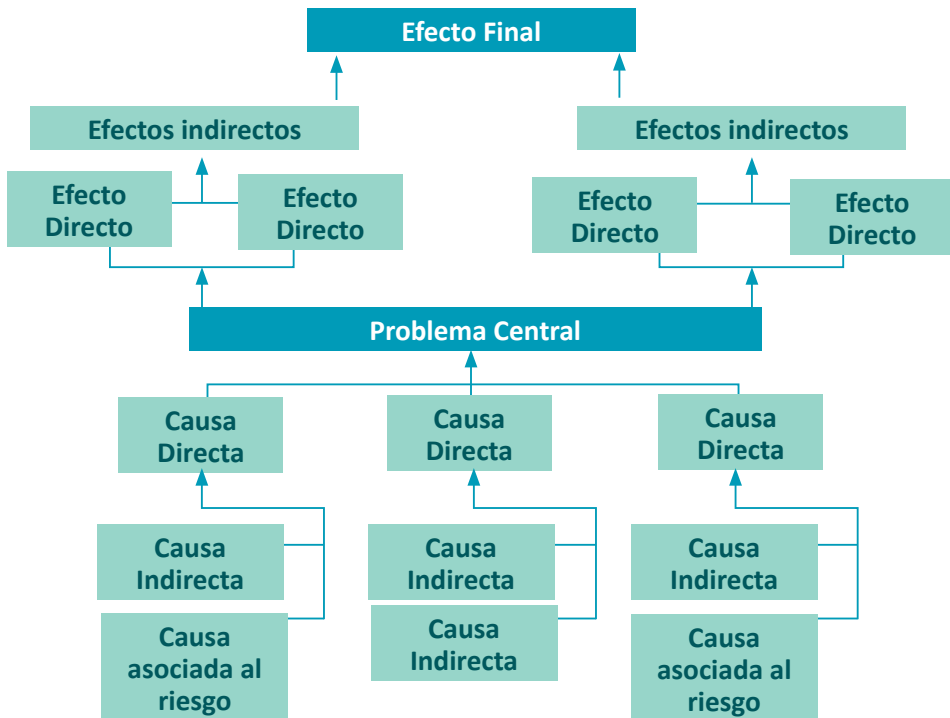 Efecto Final
Efectos indirectos
Efectos indirectos
Efecto
Directo
Efecto
Directo
Efecto
Directo
Efecto
Directo
Problema Central
Causa
Directa
Causa
Directa
Causa
Directa
Causa
Indirecta
Causa
Indirecta
Causa
Indirecta
Causa
asociada al
riesgo
Causa
Indirecta
Causa
asociada al
riesgo